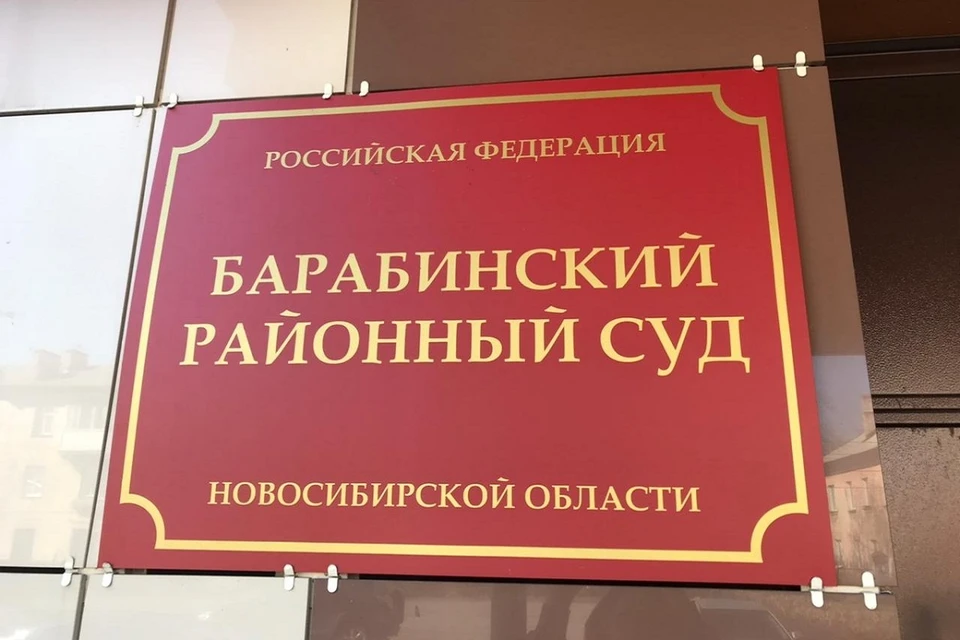 РОССИЙСКАЯ ФЕДЕРАЦИЯ
БАРАБИНСКИЙ
РАЙОННЫЙ СУД
НОВОСИБИРСКОЙ ОБЛАСТИ